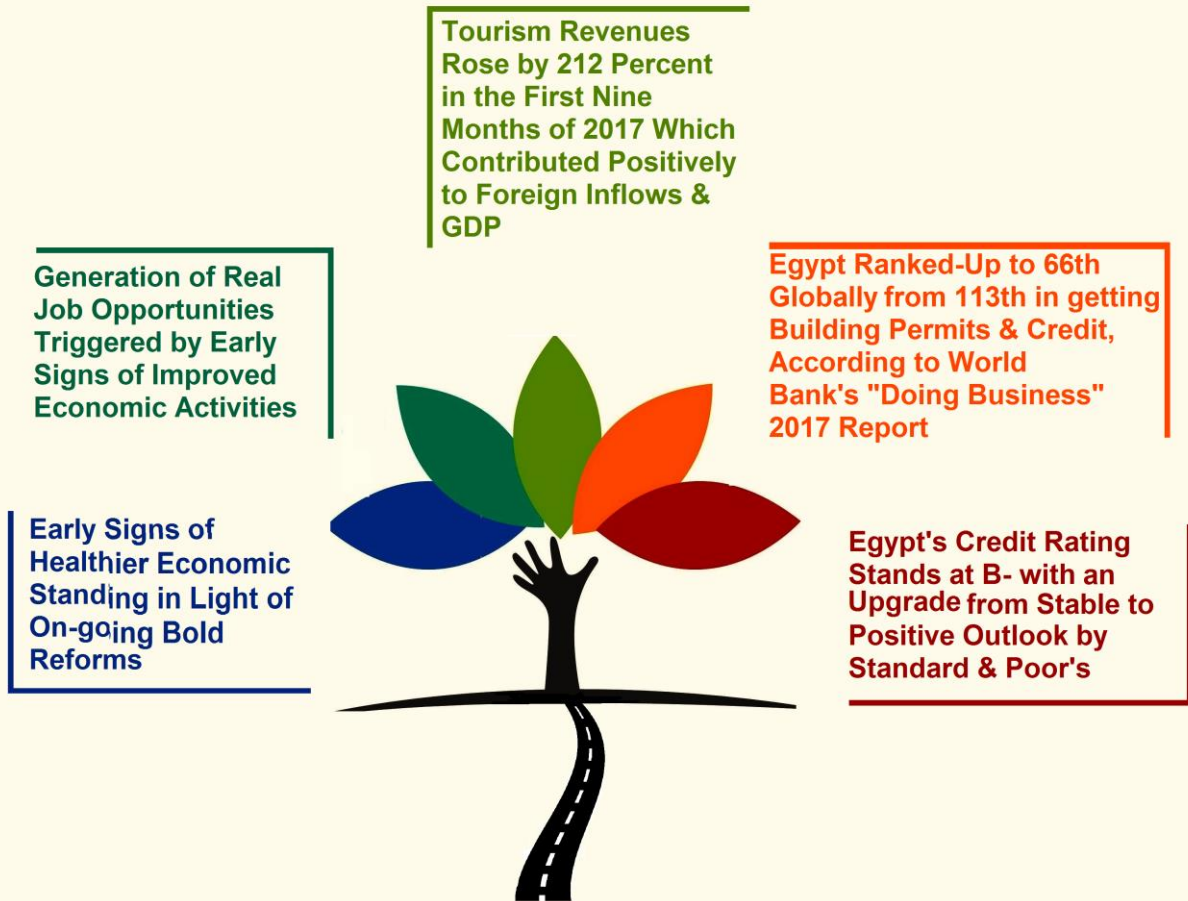 Tourism Revenues
Rose by 212 Percent
in the First Nine
Months of 2017 Which
Contributed Positively
to Foreign Inflows &
GDP
Generation of Real
Job Opportunities
Triggered by Early
Signs of Improved
Economic Activities
Egypt Ranked-Up to 66th
Globally from 113th in getting
Building Permits & Credit,
According to World
Bank's "Doing Business"
2017 Report
Early Signs of
Healthier Economic
Standing in Light of
On-going Bold
Reforms
Egypt's Credit Rating
Stands at B- with an
Upgrade from Stable to
Positive Outlook by
Standard & Poor's